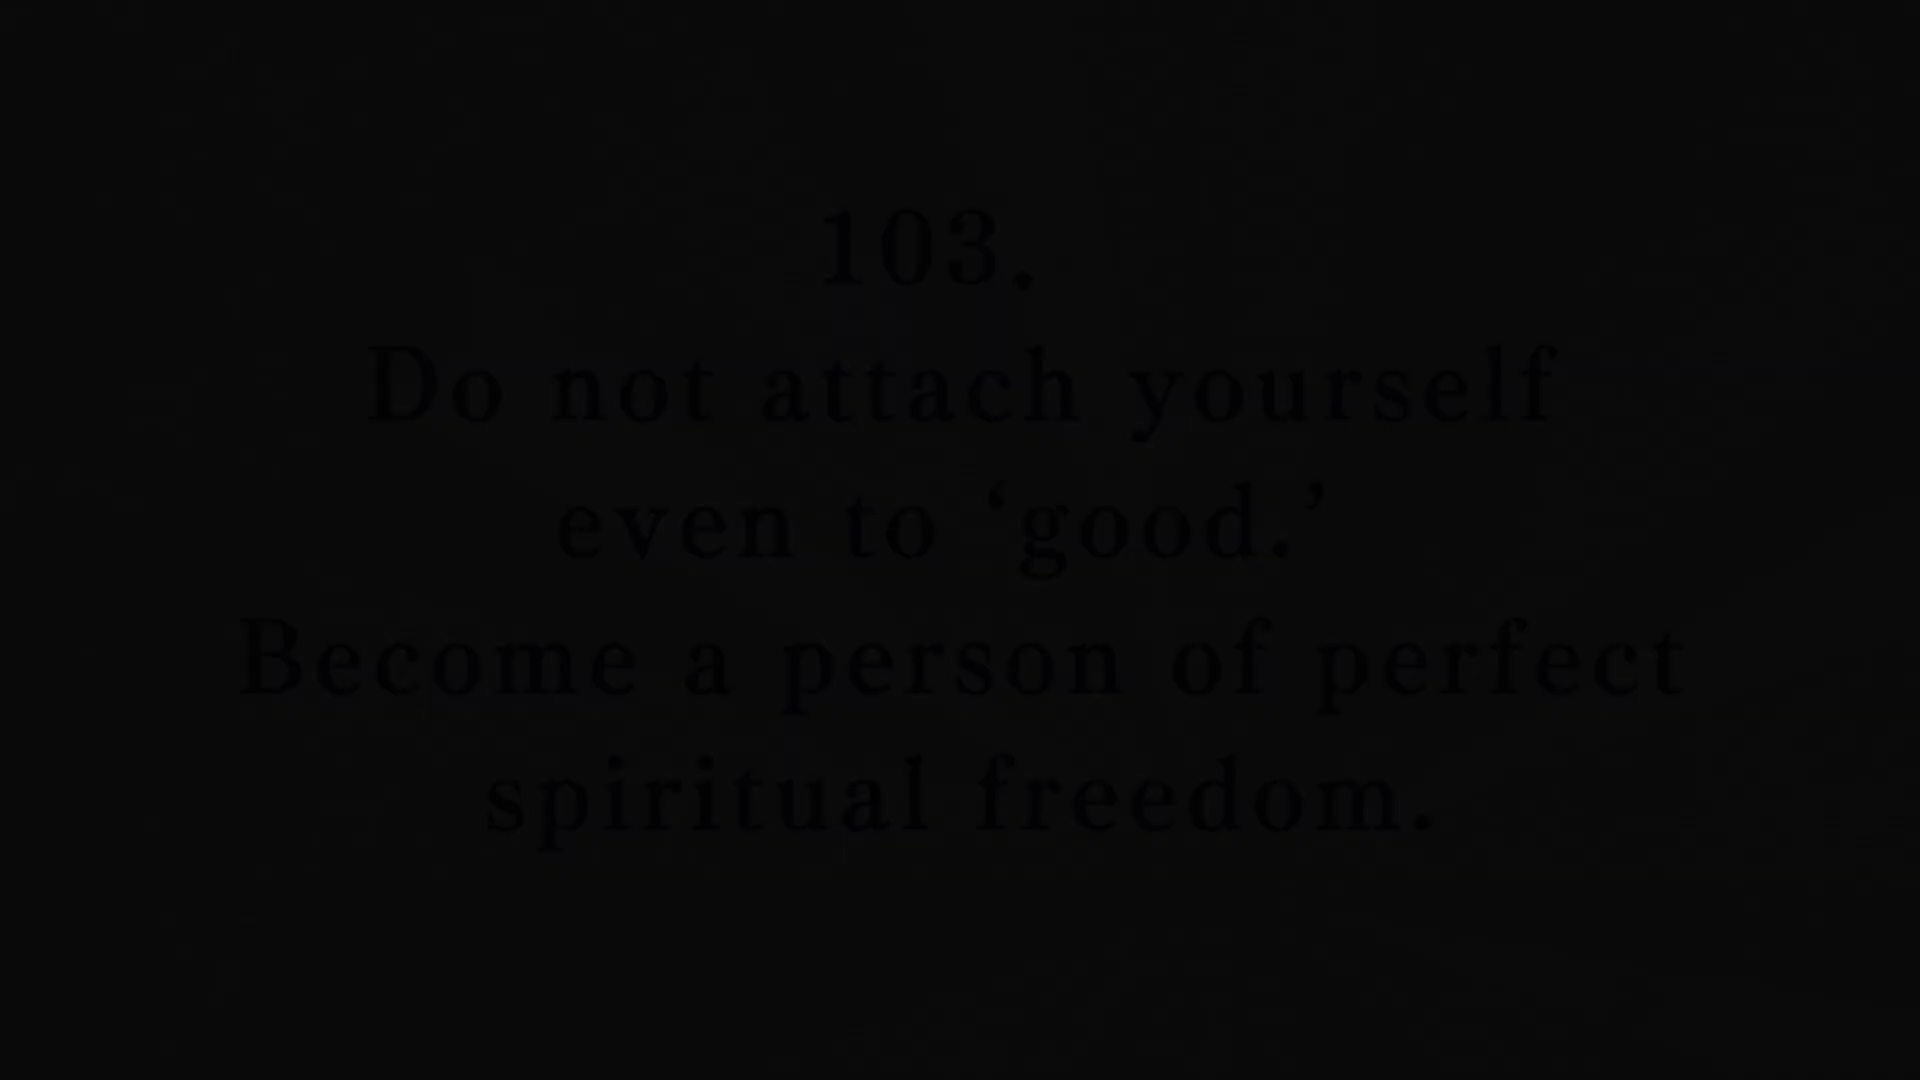 103.
Do not attach yourself
even to ‘good.’
Become a person of perfect
spiritual freedom.